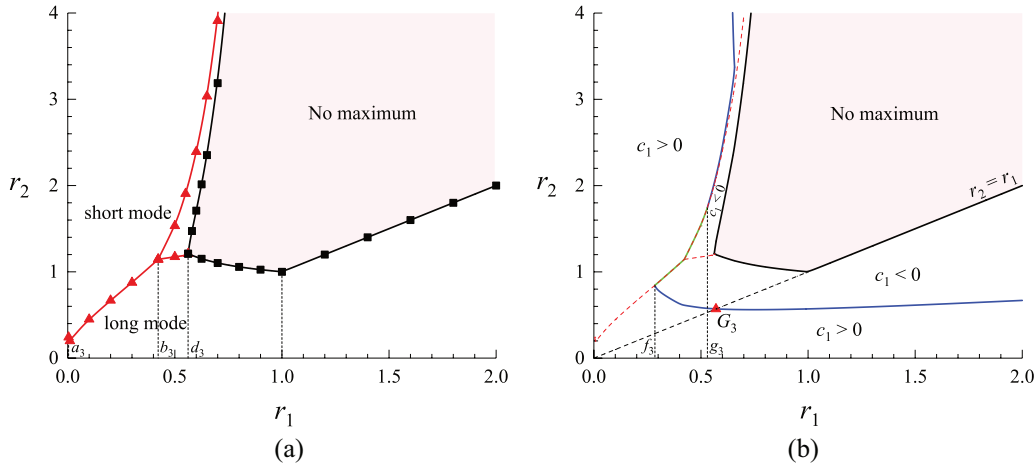 4
3
2
1
0
r2
No maximum
short mode
long mode
a3
b3
d3
0.0
0.5
1.0
1.5
2.0
r1
(a)
4
3
2
1
0
r2
No maximum
c1 > 0
c1 < 0
r2 = r1
c1 < 0
G3
c1 > 0
f3
g3
0.0
0.5
1.0
1.5
2.0
r1
(b)